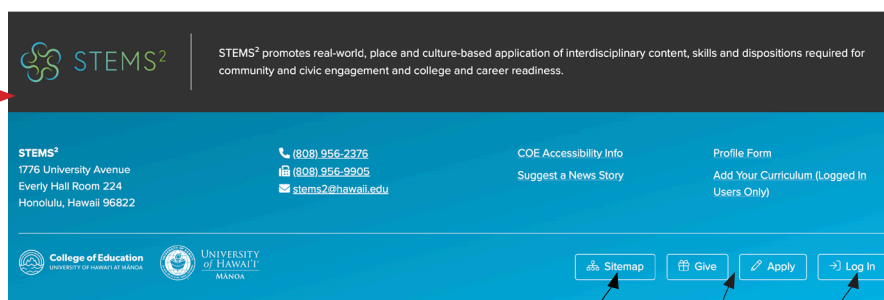 STEMS²
STEMS² promotes real-world, place and culture-based application of interdisciplinary content, skills and dispositions required for
community and civic engagement and college and career readiness.
STEMS²
1776 University Avenue
Everly Hall Room 224
Honolulu, Hawaii 96822
(808) 956-2376
(808) 956-9905
stems2@hawaii.edu
COE Accessibility Info
Suggest a News Story
Profile Form
Add Your Curriculum (Logged In
Users Only)
College of Education
UNIVERSITY OF HAWAI‘I AT MĀNOA
UNIVERSITY
of HAWAI‘I®
MĀNOA
Sitemap
Give
Apply
Log In